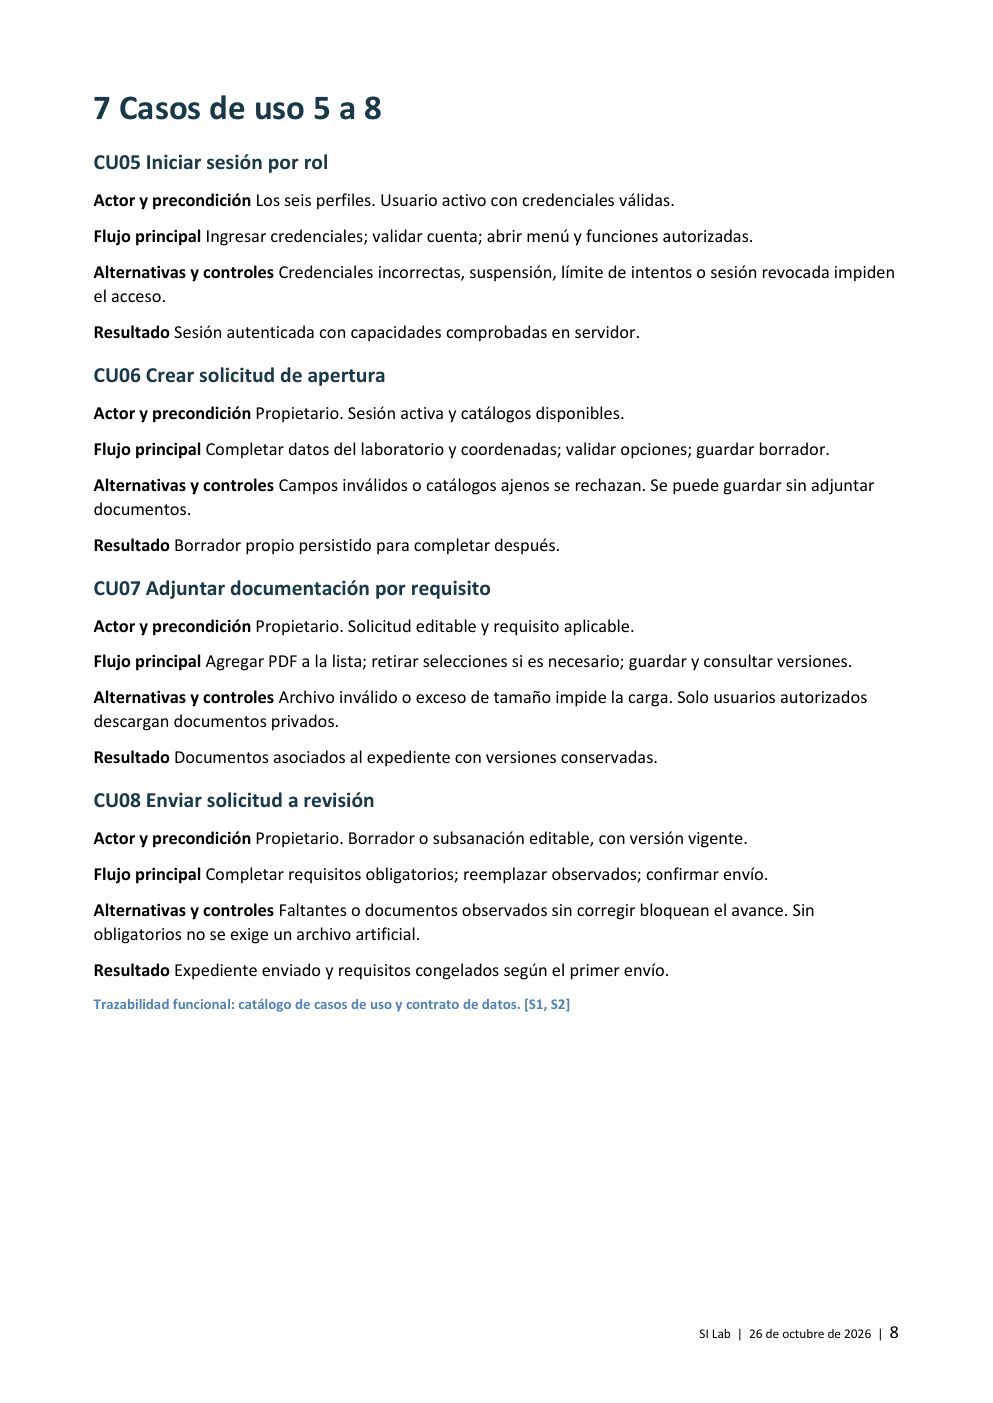 7 Casos de uso 5 a 8
CU05 Iniciar sesión por rol
Actor y precondición Los seis perfiles. Usuario activo con credenciales válidas.
Flujo principal Ingresar credenciales; validar cuenta; abrir menú y funciones autorizadas.
Alternativas y controles Credenciales incorrectas, suspensión, límite de intentos o sesión revocada impiden
el acceso.
Resultado Sesión autenticada con capacidades comprobadas en servidor.
CU06 Crear solicitud de apertura
Actor y precondición Propietario. Sesión activa y catálogos disponibles.
Flujo principal Completar datos del laboratorio y coordenadas; validar opciones; guardar borrador.
Alternativas y controles Campos inválidos o catálogos ajenos se rechazan. Se puede guardar sin adjuntar
documentos.
Resultado Borrador propio persistido para completar después.
CU07 Adjuntar documentación por requisito
Actor y precondición Propietario. Solicitud editable y requisito aplicable.
Flujo principal Agregar PDF a la lista; retirar selecciones si es necesario; guardar y consultar versiones.
Alternativas y controles Archivo inválido o exceso de tamaño impide la carga. Solo usuarios autorizados
descargan documentos privados.
Resultado Documentos asociados al expediente con versiones conservadas.
CU08 Enviar solicitud a revisión
Actor y precondición Propietario. Borrador o subsanación editable, con versión vigente.
Flujo principal Completar requisitos obligatorios; reemplazar observados; confirmar envío.
Alternativas y controles Faltantes o documentos observados sin corregir bloquean el avance. Sin
obligatorios no se exige un archivo artificial.
Resultado Expediente enviado y requisitos congelados según el primer envío.
Trazabilidad funcional: catálogo de casos de uso y contrato de datos. [S1, S2]
SI Lab | 26 de octubre de 2026 | 8